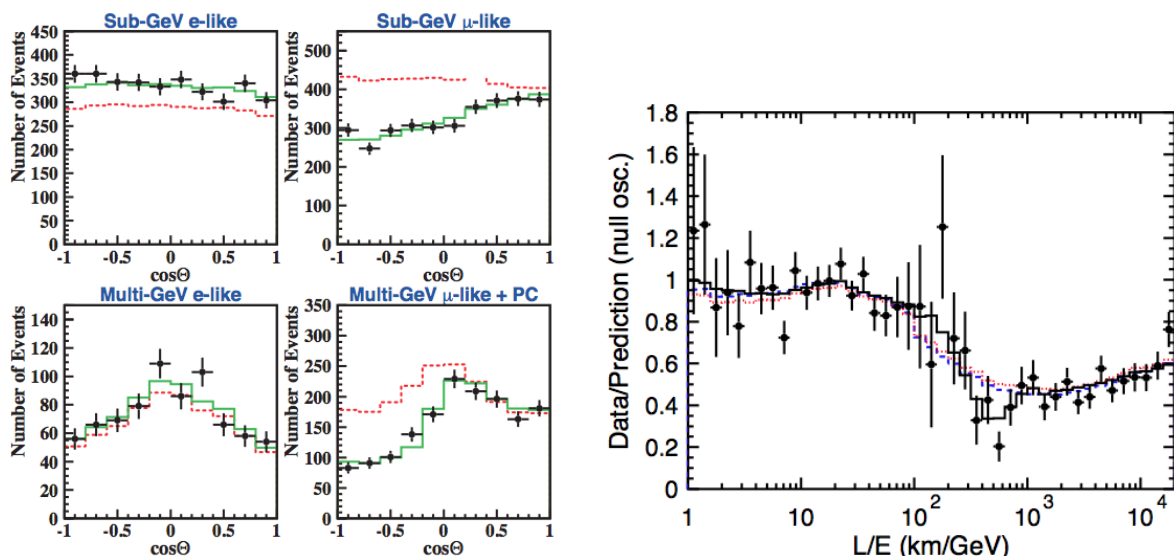 Sub-GeV e-like
Number of Events
450
400
350
300
250
200
150
100
50
0
-1 -0.5 0 0.5 1
cosΘ
Sub-GeV μ-like
Number of Events
500
400
300
200
100
0
-1 -0.5 0 0.5 1
cosΘ
Multi-GeV e-like
Number of Events
140
120
100
80
60
40
20
0
-1 -0.5 0 0.5 1
cosΘ
Multi-GeV μ-like + PC
Number of Events
350
300
250
200
150
100
50
0
-1 -0.5 0 0.5 1
cosΘ
Data/Prediction (null osc.)
1.8
1.6
1.4
1.2
1
0.8
0.6
0.4
0.2
0
1 10 10² 10³ 10⁴
L/E (km/GeV)